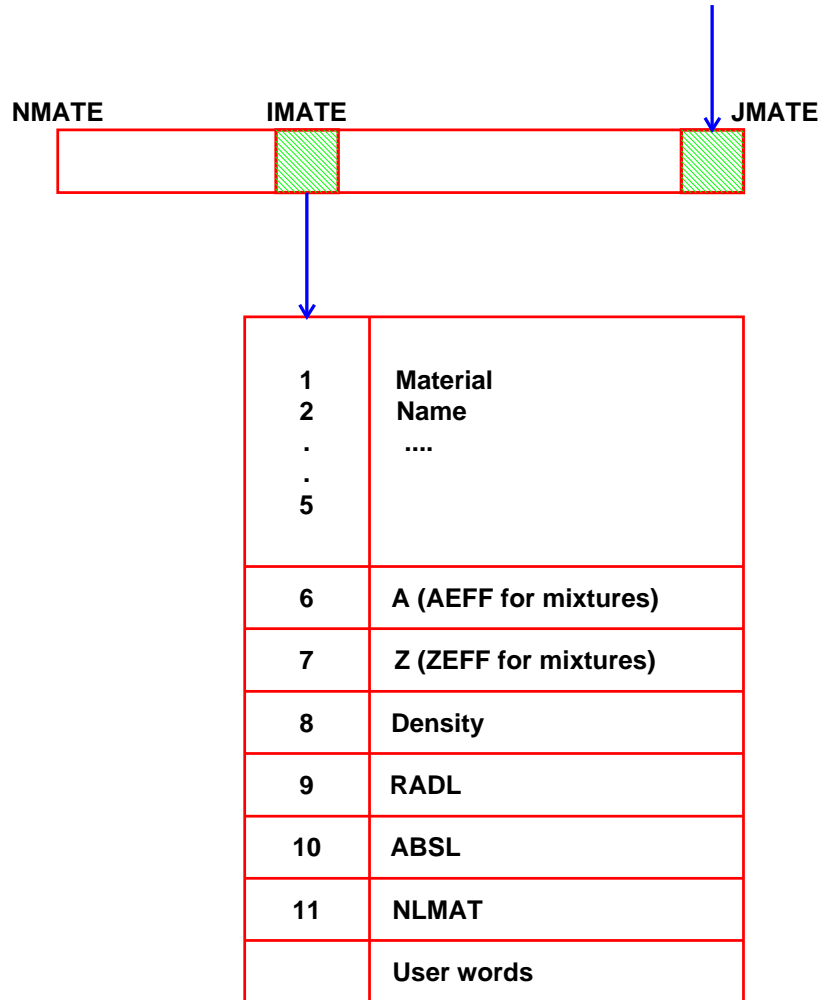 NMATE IMATE JMATE
1 Material
2 Name
. ....
.
5
6 A (AEFF for mixtures)
7 Z (ZEFF for mixtures)
8 Density
9 RADL
10 ABSL
11 NLMAT
User words